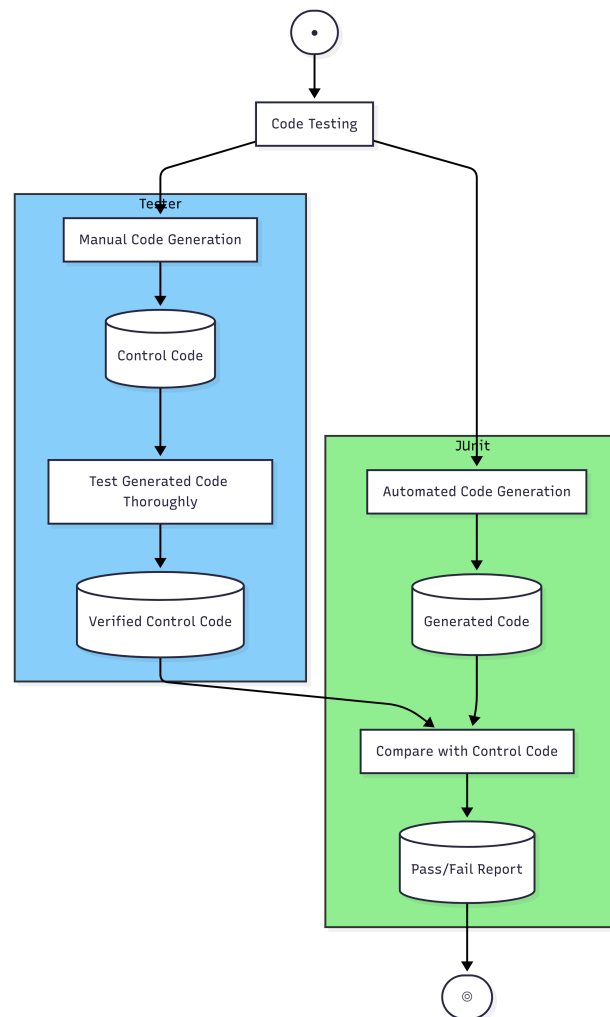 Code Testing
Tester
Manual Code Generation
Control Code
Test Generated Code
Thoroughly
Verified Control Code
JUnit
Automated Code Generation
Generated Code
Compare with Control Code
Pass/Fail Report